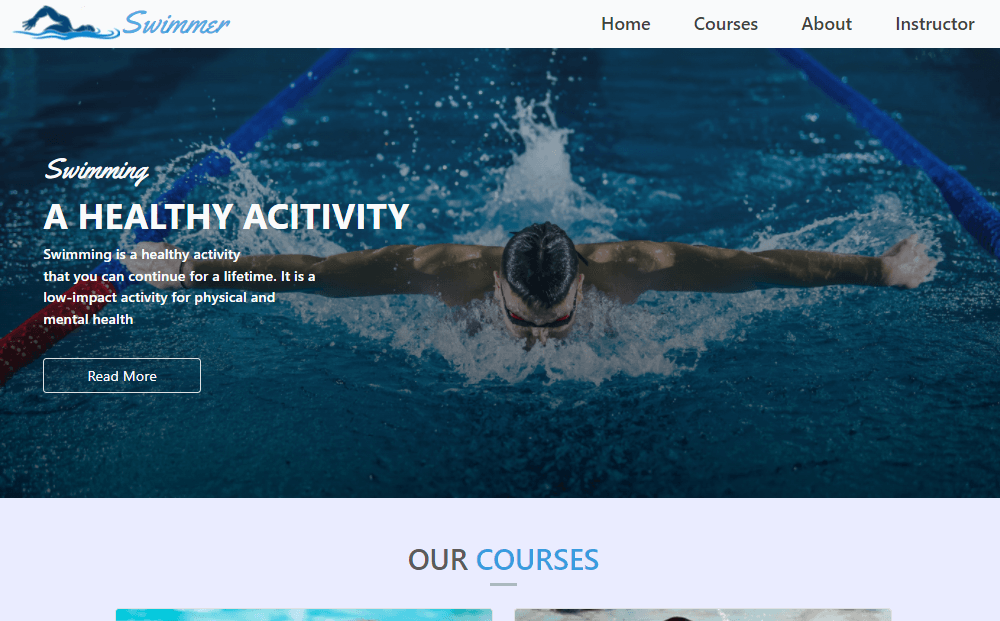 Swimmer
Home Courses About Instructor
Swimming
A HEALTHY ACITIVITY
Swimming is a healthy activity
that you can continue for a lifetime. It is a
low-impact activity for physical and
mental health
Read More
OUR COURSES